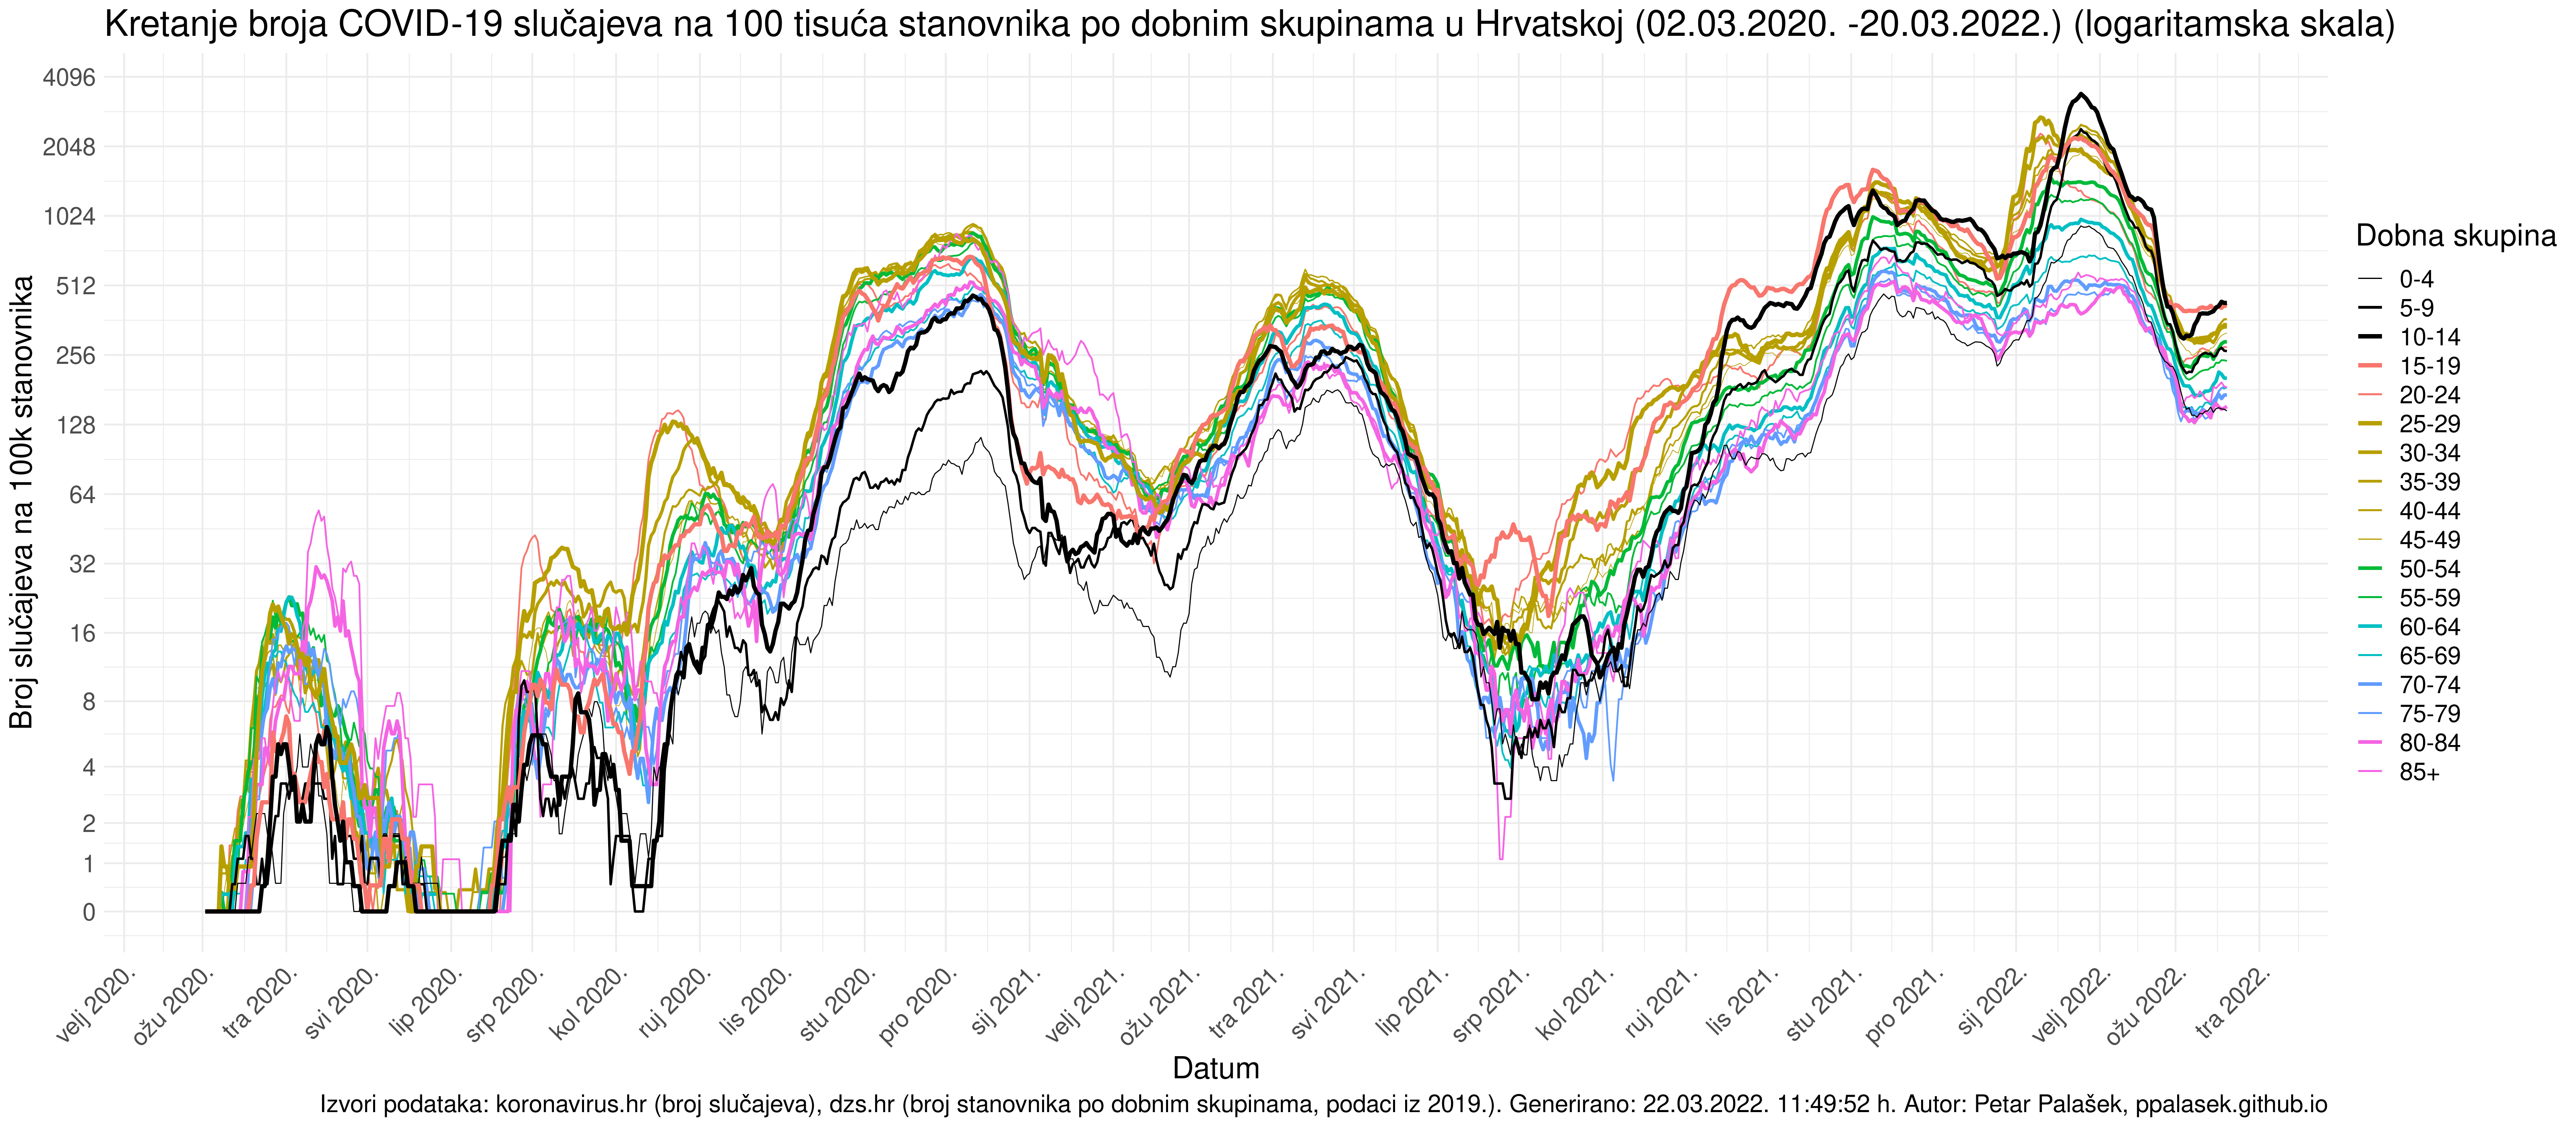 Kretanje broja COVID-19 slučajeva na 100 tisuća stanovnika po dobnim skupinama u Hrvatskoj (02.03.2020. -20.03.2022.) (logaritamska skala)
Broj slučajeva na 100k stanovnika
4096
2048
1024
512
256
128
64
32
16
8
4
2
1
0
velj 2020.
ožu 2020.
tra 2020.
svi 2020.
lip 2020.
srp 2020.
kol 2020.
ruj 2020.
lis 2020.
stu 2020.
pro 2020.
sij 2021.
velj 2021.
ožu 2021.
tra 2021.
svi 2021.
lip 2021.
srp 2021.
kol 2021.
ruj 2021.
lis 2021.
stu 2021.
pro 2021.
sij 2022.
velj 2022.
ožu 2022.
tra 2022.
Datum
Dobna skupina
0-4
5-9
10-14
15-19
20-24
25-29
30-34
35-39
40-44
45-49
50-54
55-59
60-64
65-69
70-74
75-79
80-84
85+
Izvori podataka: koronavirus.hr (broj slučajeva), dzs.hr (broj stanovnika po dobnim skupinama, podaci iz 2019.). Generirano: 22.03.2022. 11:49:52 h. Autor: Petar Palašek, ppalasek.github.io